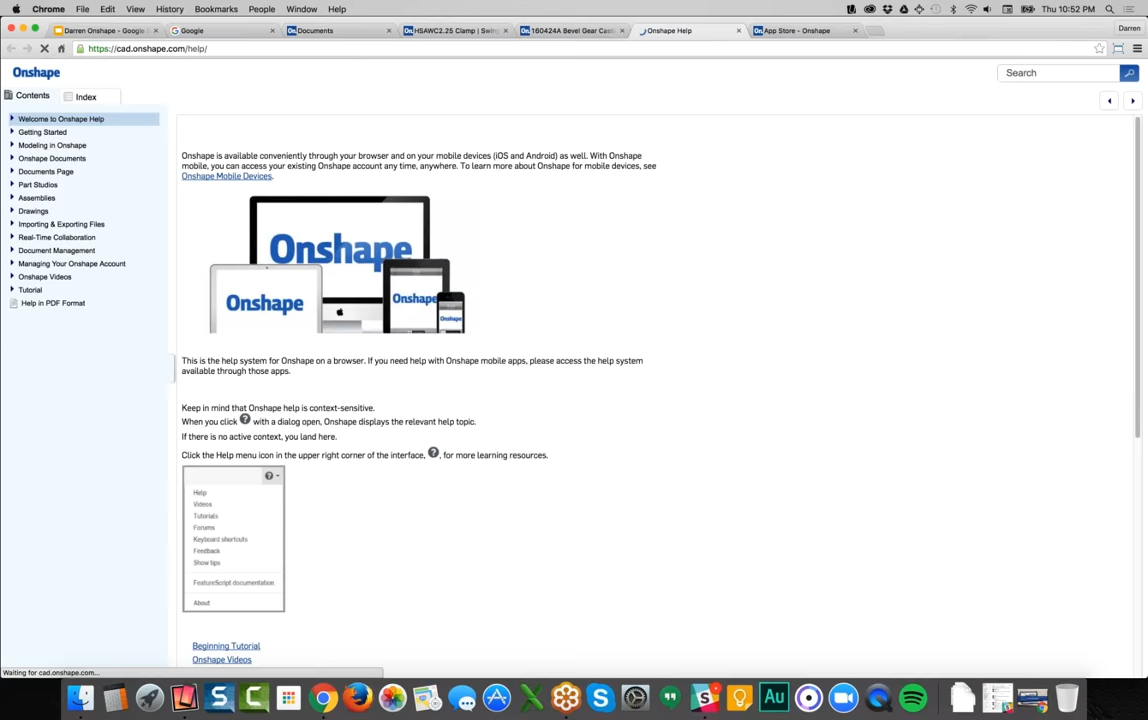 Chrome File Edit View History Bookmarks People Window Help Thu 10:52 PM
Darren Onshape - Google S Google Documents HSAWC2.25 Clamp | Swing 160424A Bevel Gear Cas Onshape Help App Store - Onshape Darren
https://cad.onshape.com/help/
Onshape Search
Contents Index
Welcome to Onshape Help
Getting Started
Modeling in Onshape
Onshape Documents
Documents Page
Part Studios
Assemblies
Drawings
Importing & Exporting Files
Real-Time Collaboration
Document Management
Managing Your Onshape Account
Onshape Videos
Tutorial
Help in PDF Format
Onshape is available conveniently through your browser and on your mobile devices (iOS and Android) as well. With Onshape
mobile, you can access your existing Onshape account any time, anywhere. To learn more about Onshape for mobile devices, see
Onshape Mobile Devices.
Onshape
Onshape
Onshape
Onshape
This is the help system for Onshape on a browser. If you need help with Onshape mobile apps, please access the help system
available through those apps.
Keep in mind that Onshape help is context-sensitive.
When you click ? with a dialog open, Onshape displays the relevant help topic.
If there is no active context, you land here.
Click the Help menu icon in the upper right corner of the interface, ?, for more learning resources.
?
Help
Videos
Tutorials
Forums
Keyboard shortcuts
Feedback
Show tips
FeatureScript documentation
About
Beginning Tutorial
Onshape Videos
Waiting for cad.onshape.com...
S C X S Au